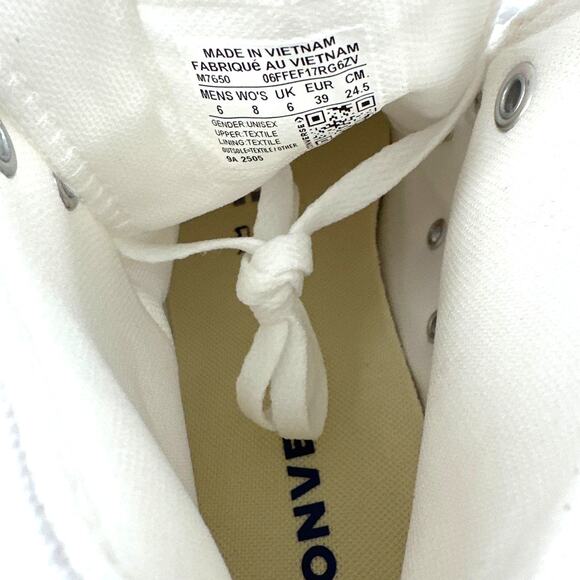 MADE IN VIETNAM
FABRIQUÉ AU VIETNAM
M7650 06FFEF17RG6ZV
MENS WO'S UK EUR CM.
6 8 6 39 24.5
GENDER:UNISEX
UPPER:TEXTILE
LINING:TEXTILE
OUTSOLE=TEXTILE / OTHER
9A 2505
ONVE